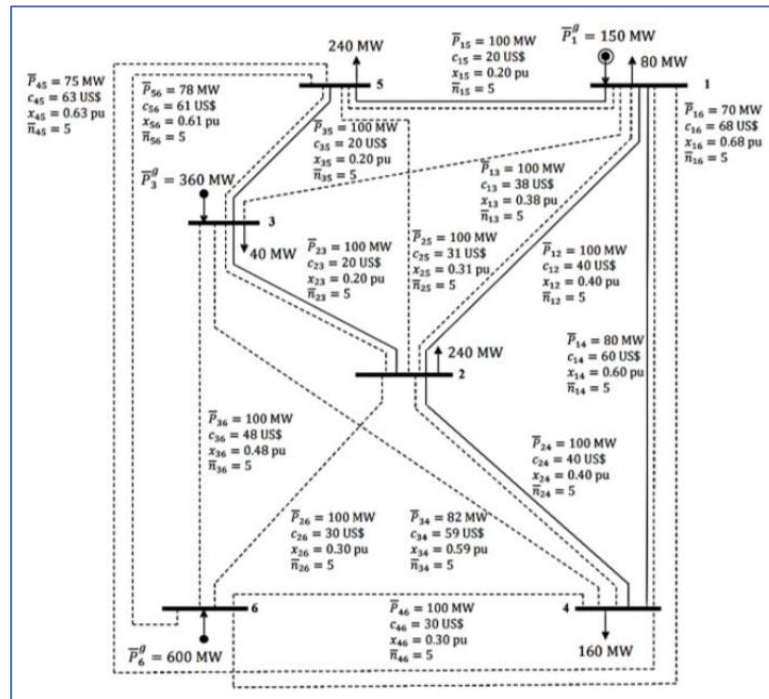 240 MW
5
P̅₁₅ = 100 MW
c₁₅ = 20 US$
x₁₅ = 0.20 pu
n̅₁₅ = 5
P̅₁ᵍ = 150 MW
80 MW
1
P̅₄₅ = 75 MW
c₄₅ = 63 US$
x₄₅ = 0.63 pu
n̅₄₅ = 5
P̅₅₆ = 78 MW
c₅₆ = 61 US$
x₅₆ = 0.61 pu
n̅₅₆ = 5
P̅₃₅ = 100 MW
c₃₅ = 20 US$
x₃₅ = 0.20 pu
n̅₃₅ = 5
P̅₁₆ = 70 MW
c₁₆ = 68 US$
x₁₆ = 0.68 pu
n̅₁₆ = 5
P̅₃ᵍ = 360 MW
3
40 MW
P̅₁₃ = 100 MW
c₁₃ = 38 US$
x₁₃ = 0.38 pu
n̅₁₃ = 5
P̅₂₃ = 100 MW
c₂₃ = 20 US$
x₂₃ = 0.20 pu
n̅₂₃ = 5
P̅₂₅ = 100 MW
c₂₅ = 31 US$
x₂₅ = 0.31 pu
n̅₂₅ = 5
P̅₁₂ = 100 MW
c₁₂ = 40 US$
x₁₂ = 0.40 pu
n̅₁₂ = 5
240 MW
2
P̅₁₄ = 80 MW
c₁₄ = 60 US$
x₁₄ = 0.60 pu
n̅₁₄ = 5
P̅₃₆ = 100 MW
c₃₆ = 48 US$
x₃₆ = 0.48 pu
n̅₃₆ = 5
P̅₂₄ = 100 MW
c₂₄ = 40 US$
x₂₄ = 0.40 pu
n̅₂₄ = 5
P̅₂₆ = 100 MW
c₂₆ = 30 US$
x₂₆ = 0.30 pu
n̅₂₆ = 5
P̅₃₄ = 82 MW
c₃₄ = 59 US$
x₃₄ = 0.59 pu
n̅₃₄ = 5
6
4
P̅₆ᵍ = 600 MW
P̅₄₆ = 100 MW
c₄₆ = 30 US$
x₄₆ = 0.30 pu
n̅₄₆ = 5
160 MW